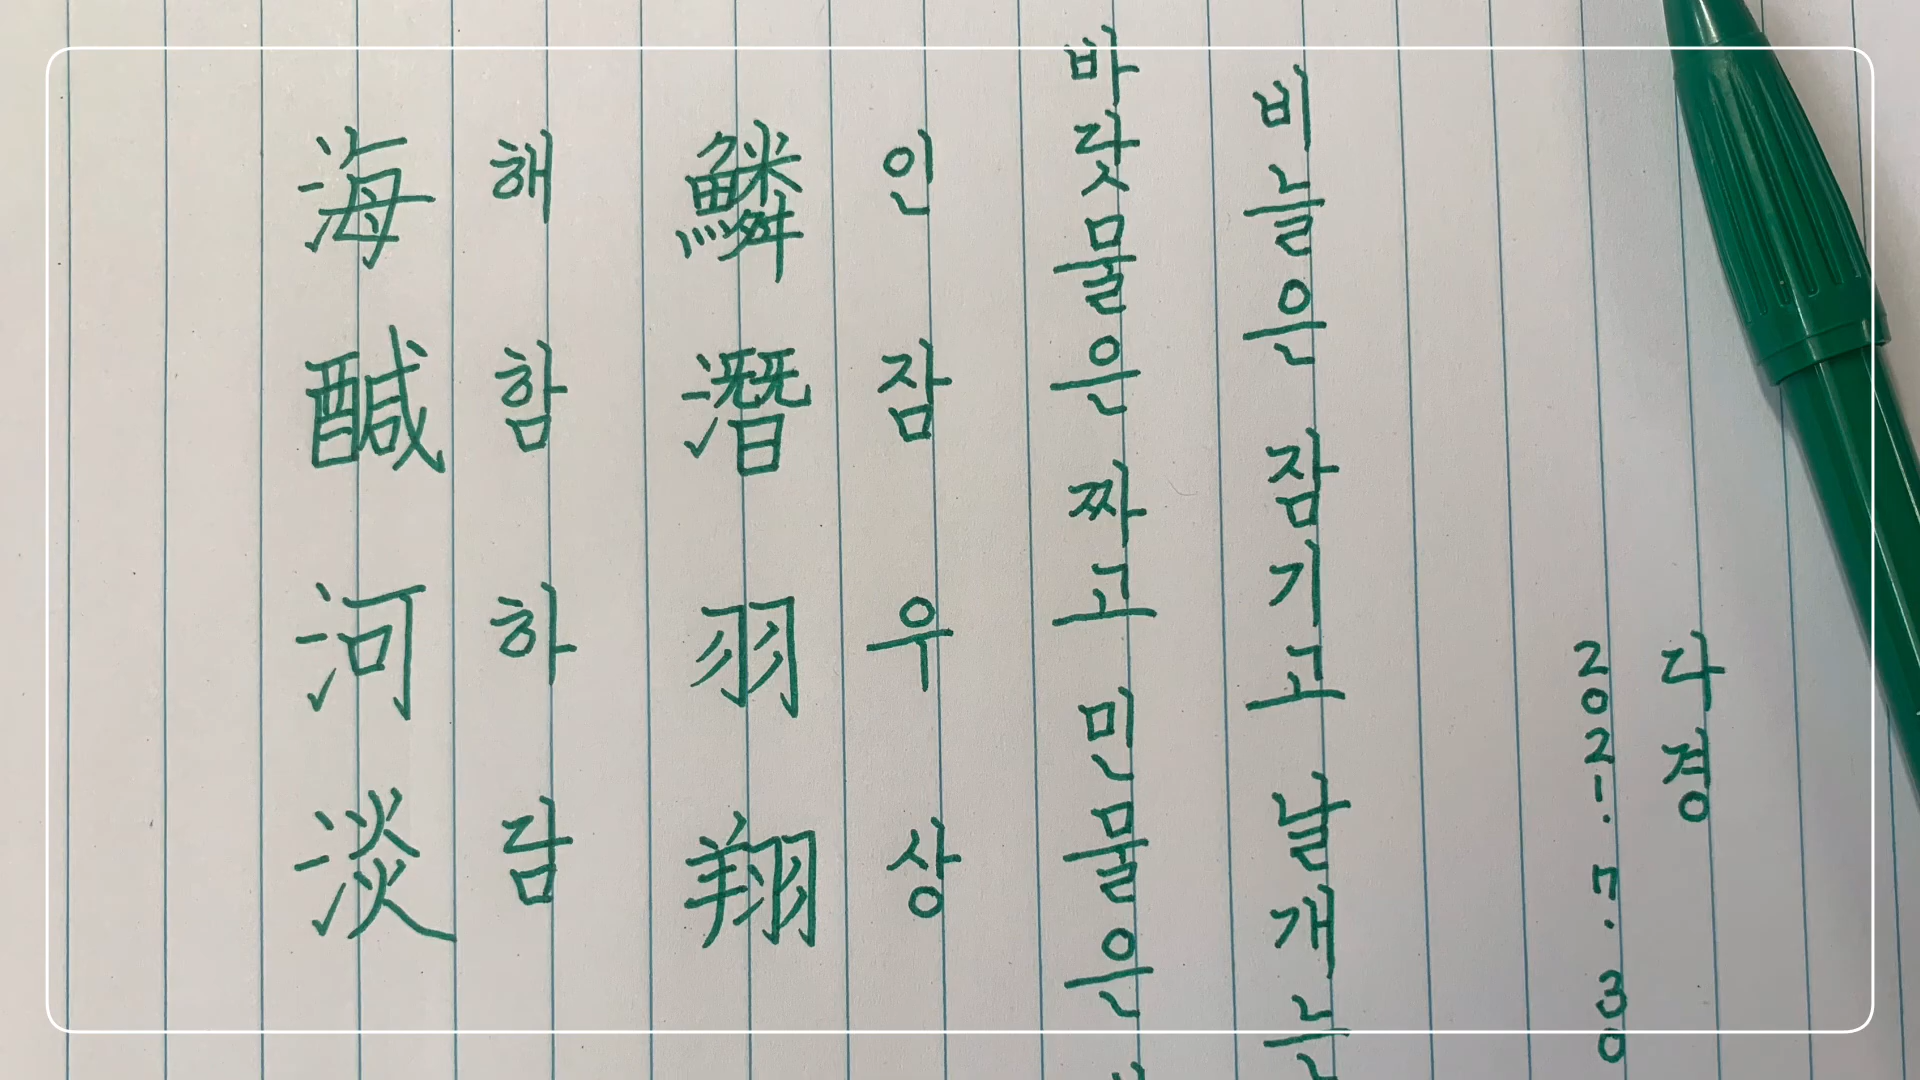 海醎河淡
해함하담
鱗潛羽翔
인잠우상
바닷물은 짜고 민물은
비늘은 잠기고 날개는
2021. 7. 30
다경